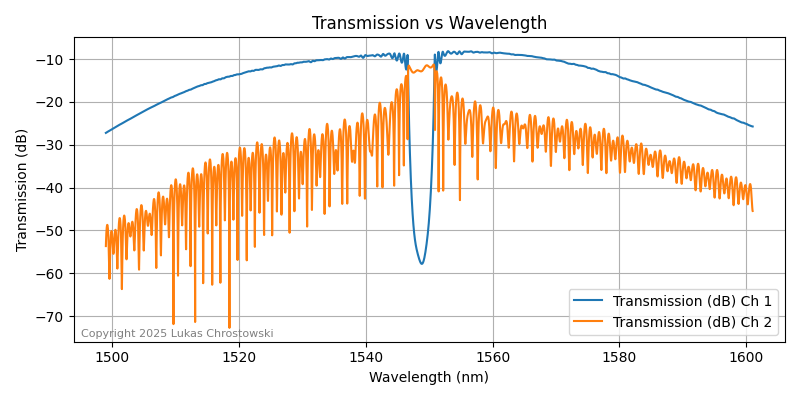 Transmission vs Wavelength
Transmission (dB)
−10
−20
−30
−40
−50
−60
−70
Transmission (dB) Ch 1
Transmission (dB) Ch 2
Copyright 2025 Lukas Chrostowski
1500
1520
1540
1560
1580
1600
Wavelength (nm)